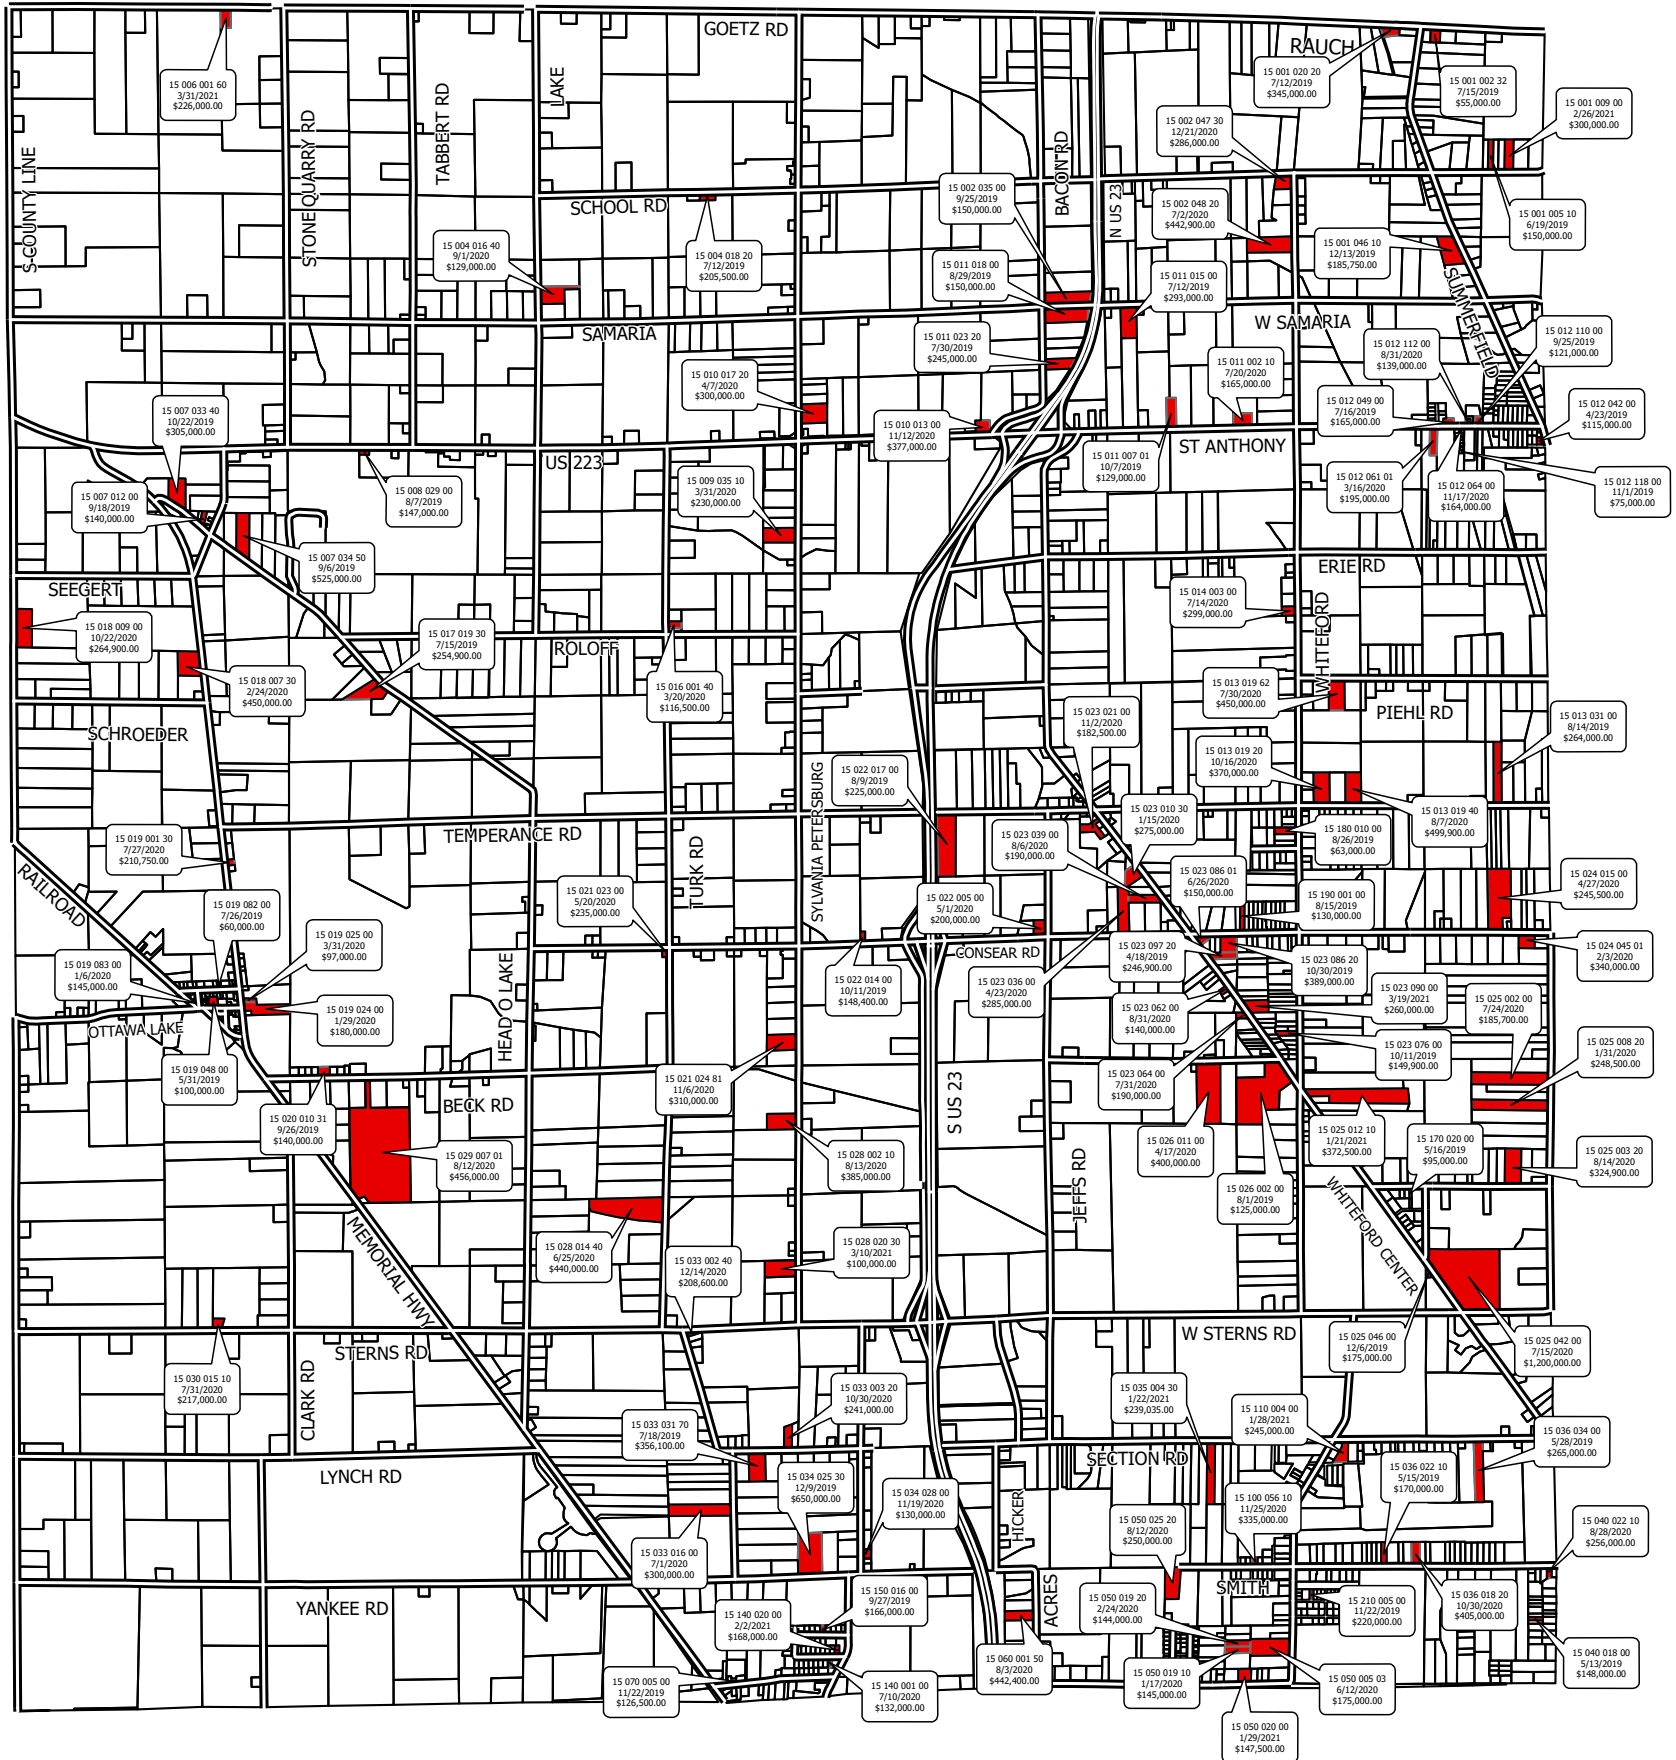 GOETZ RD
RAUCH
15 006 001 60
3/31/2021
$226,000.00
15 001 020 20
7/12/2019
$345,000.00
15 001 002 32
7/15/2019
$55,000.00
15 001 009 00
2/26/2021
$300,000.00
15 002 047 30
12/21/2020
$286,000.00
S COUNTY LINE
STONE QUARRY RD
TABBERT RD
LAKE
BACON RD
N US 23
SCHOOL RD
15 002 035 00
9/25/2019
$150,000.00
15 002 048 20
7/2/2020
$442,900.00
15 001 005 10
6/19/2019
$150,000.00
15 004 016 40
9/1/2020
$129,000.00
15 004 018 20
7/12/2019
$205,500.00
15 011 018 00
8/29/2019
$150,000.00
15 011 015 00
7/12/2019
$293,000.00
15 001 046 10
12/13/2019
$185,750.00
SUMMERFIELD
SAMARIA
W SAMARIA
15 011 023 20
7/30/2019
$245,000.00
15 012 112 00
8/31/2020
$139,000.00
15 012 110 00
9/25/2019
$121,000.00
15 010 017 20
4/7/2020
$300,000.00
15 011 002 10
7/20/2020
$165,000.00
15 007 033 40
10/22/2019
$305,000.00
15 010 013 00
11/12/2020
$377,000.00
15 012 049 00
7/16/2019
$165,000.00
15 012 042 00
4/23/2019
$115,000.00
US 223
ST ANTHONY
15 011 007 01
10/7/2019
$129,000.00
15 007 012 00
9/18/2019
$140,000.00
15 008 029 00
8/7/2019
$147,000.00
15 009 035 10
3/31/2020
$230,000.00
15 012 061 01
3/16/2020
$195,000.00
15 012 064 00
11/17/2020
$164,000.00
15 012 118 00
11/1/2019
$75,000.00
15 007 034 50
9/6/2019
$525,000.00
SEEGERT
ERIE RD
15 014 003 00
7/14/2020
$299,000.00
WHITEFORD
15 018 009 00
10/22/2020
$264,900.00
15 017 019 30
7/15/2019
$254,900.00
ROLOFF
15 018 007 30
2/24/2020
$450,000.00
15 016 001 40
3/20/2020
$116,500.00
15 013 019 62
7/30/2020
$450,000.00
PIEHL RD
15 023 021 00
11/2/2020
$182,500.00
15 013 031 00
8/14/2019
$264,000.00
SCHROEDER
15 022 017 00
8/9/2019
$225,000.00
15 013 019 20
10/16/2020
$370,000.00
15 013 019 40
8/7/2020
$499,900.00
SYLVANIA PETERSBURG
15 023 010 30
1/15/2020
$275,000.00
TEMPERANCE RD
15 019 001 30
7/27/2020
$210,750.00
15 023 039 00
8/6/2020
$190,000.00
15 180 010 00
8/26/2019
$63,000.00
TURK RD
RAILROAD
15 021 023 00
5/20/2020
$235,000.00
15 022 005 00
5/1/2020
$200,000.00
15 023 086 01
6/26/2020
$150,000.00
15 190 001 00
8/15/2019
$130,000.00
15 024 015 00
4/27/2020
$245,500.00
15 019 082 00
7/26/2019
$60,000.00
15 019 025 00
3/31/2020
$97,000.00
CONSEAR RD
15 019 083 00
1/6/2020
$145,000.00
15 022 014 00
10/11/2019
$148,400.00
15 023 036 00
4/23/2020
$285,000.00
15 023 097 20
4/18/2019
$246,900.00
15 023 086 20
10/30/2019
$389,000.00
15 024 045 01
2/3/2020
$340,000.00
HEAD O LAKE
15 019 024 00
1/29/2020
$180,000.00
15 023 062 00
8/31/2020
$140,000.00
15 023 090 00
3/19/2021
$260,000.00
15 025 002 00
7/24/2020
$185,700.00
OTTAWA LAKE
15 023 076 00
10/11/2019
$149,900.00
15 025 008 20
1/31/2020
$248,500.00
15 019 048 00
5/31/2019
$100,000.00
15 021 024 81
11/6/2020
$310,000.00
15 023 064 00
7/31/2020
$190,000.00
BECK RD
S US 23
15 020 010 31
9/26/2019
$140,000.00
15 026 011 00
4/17/2020
$400,000.00
15 025 012 10
1/21/2021
$372,500.00
15 170 020 00
5/16/2019
$95,000.00
15 025 003 20
8/14/2020
$324,900.00
15 029 007 01
8/12/2020
$456,000.00
15 028 002 10
8/13/2020
$385,000.00
JEFFS RD
15 026 002 00
8/1/2019
$125,000.00
WHITEFORD CENTER
MEMORIAL HWY
15 028 014 40
6/25/2020
$440,000.00
15 033 002 40
12/14/2020
$208,600.00
15 028 020 30
3/10/2021
$100,000.00
STERNS RD
W STERNS RD
15 025 046 00
12/6/2019
$175,000.00
15 025 042 00
7/15/2020
$1,200,000.00
15 030 015 10
7/31/2020
$217,000.00
CLARK RD
15 033 003 20
10/30/2020
$241,000.00
15 035 004 30
1/22/2021
$239,035.00
15 110 004 00
1/28/2021
$245,000.00
15 033 031 70
7/18/2019
$356,100.00
15 036 034 00
5/28/2019
$265,000.00
LYNCH RD
SECTION RD
15 034 025 30
12/9/2019
$650,000.00
15 034 028 00
11/19/2020
$130,000.00
HICKER
15 036 022 10
5/15/2019
$170,000.00
15 100 056 10
11/25/2020
$335,000.00
15 050 025 20
8/12/2020
$250,000.00
15 040 022 10
8/28/2020
$256,000.00
15 033 016 00
7/1/2020
$300,000.00
YANKEE RD
ACRES
SMITH
15 150 016 00
9/27/2019
$166,000.00
15 050 019 20
2/24/2020
$144,000.00
15 210 005 00
11/22/2019
$220,000.00
15 036 018 20
10/30/2020
$405,000.00
15 140 020 00
2/2/2021
$168,000.00
15 040 018 00
5/13/2019
$148,000.00
15 070 005 00
11/22/2019
$126,500.00
15 140 001 00
7/10/2020
$132,000.00
15 060 001 50
8/3/2020
$442,400.00
15 050 019 10
1/17/2020
$145,000.00
15 050 005 03
6/12/2020
$175,000.00
15 050 020 00
1/29/2021
$147,500.00